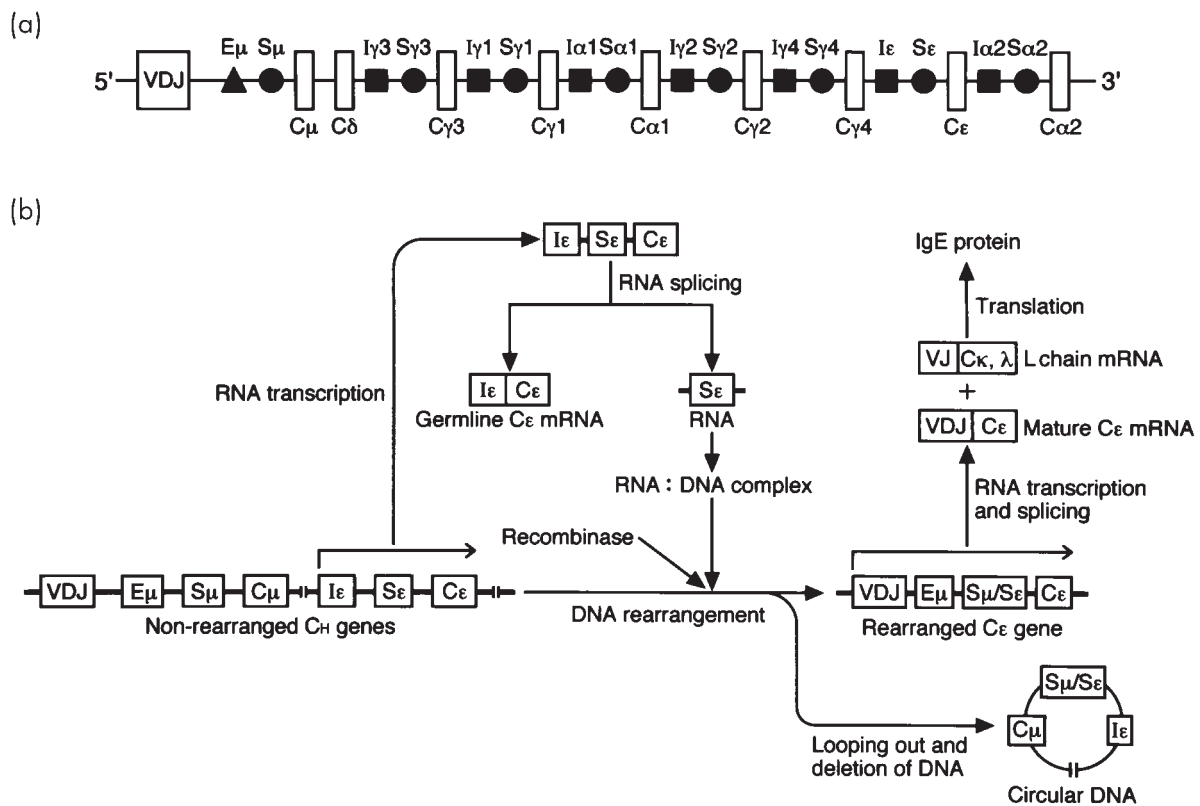 (a)
Eμ Sμ Iγ3 Sγ3 Iγ1 Sγ1 Iα1 Sα1 Iγ2 Sγ2 Iγ4 Sγ4 Iε Sε Iα2 Sα2
5' VDJ 3'
Cμ Cδ Cγ3 Cγ1 Cα1 Cγ2 Cγ4 Cε Cα2
(b)
Iε Sε Cε
RNA splicing
RNA transcription
Iε Cε
Germline Cε mRNA
Sε
RNA
RNA : DNA complex
Recombinase
VDJ Eμ Sμ Cμ Iε Sε Cε
Non-rearranged CH genes
DNA rearrangement
IgE protein
Translation
VJ Cκ, λ L chain mRNA
+
VDJ Cε Mature Cε mRNA
RNA transcription
and splicing
VDJ Eμ Sμ/Sε Cε
Rearranged Cε gene
Looping out and
deletion of DNA
Sμ/Sε
Cμ Iε
Circular DNA